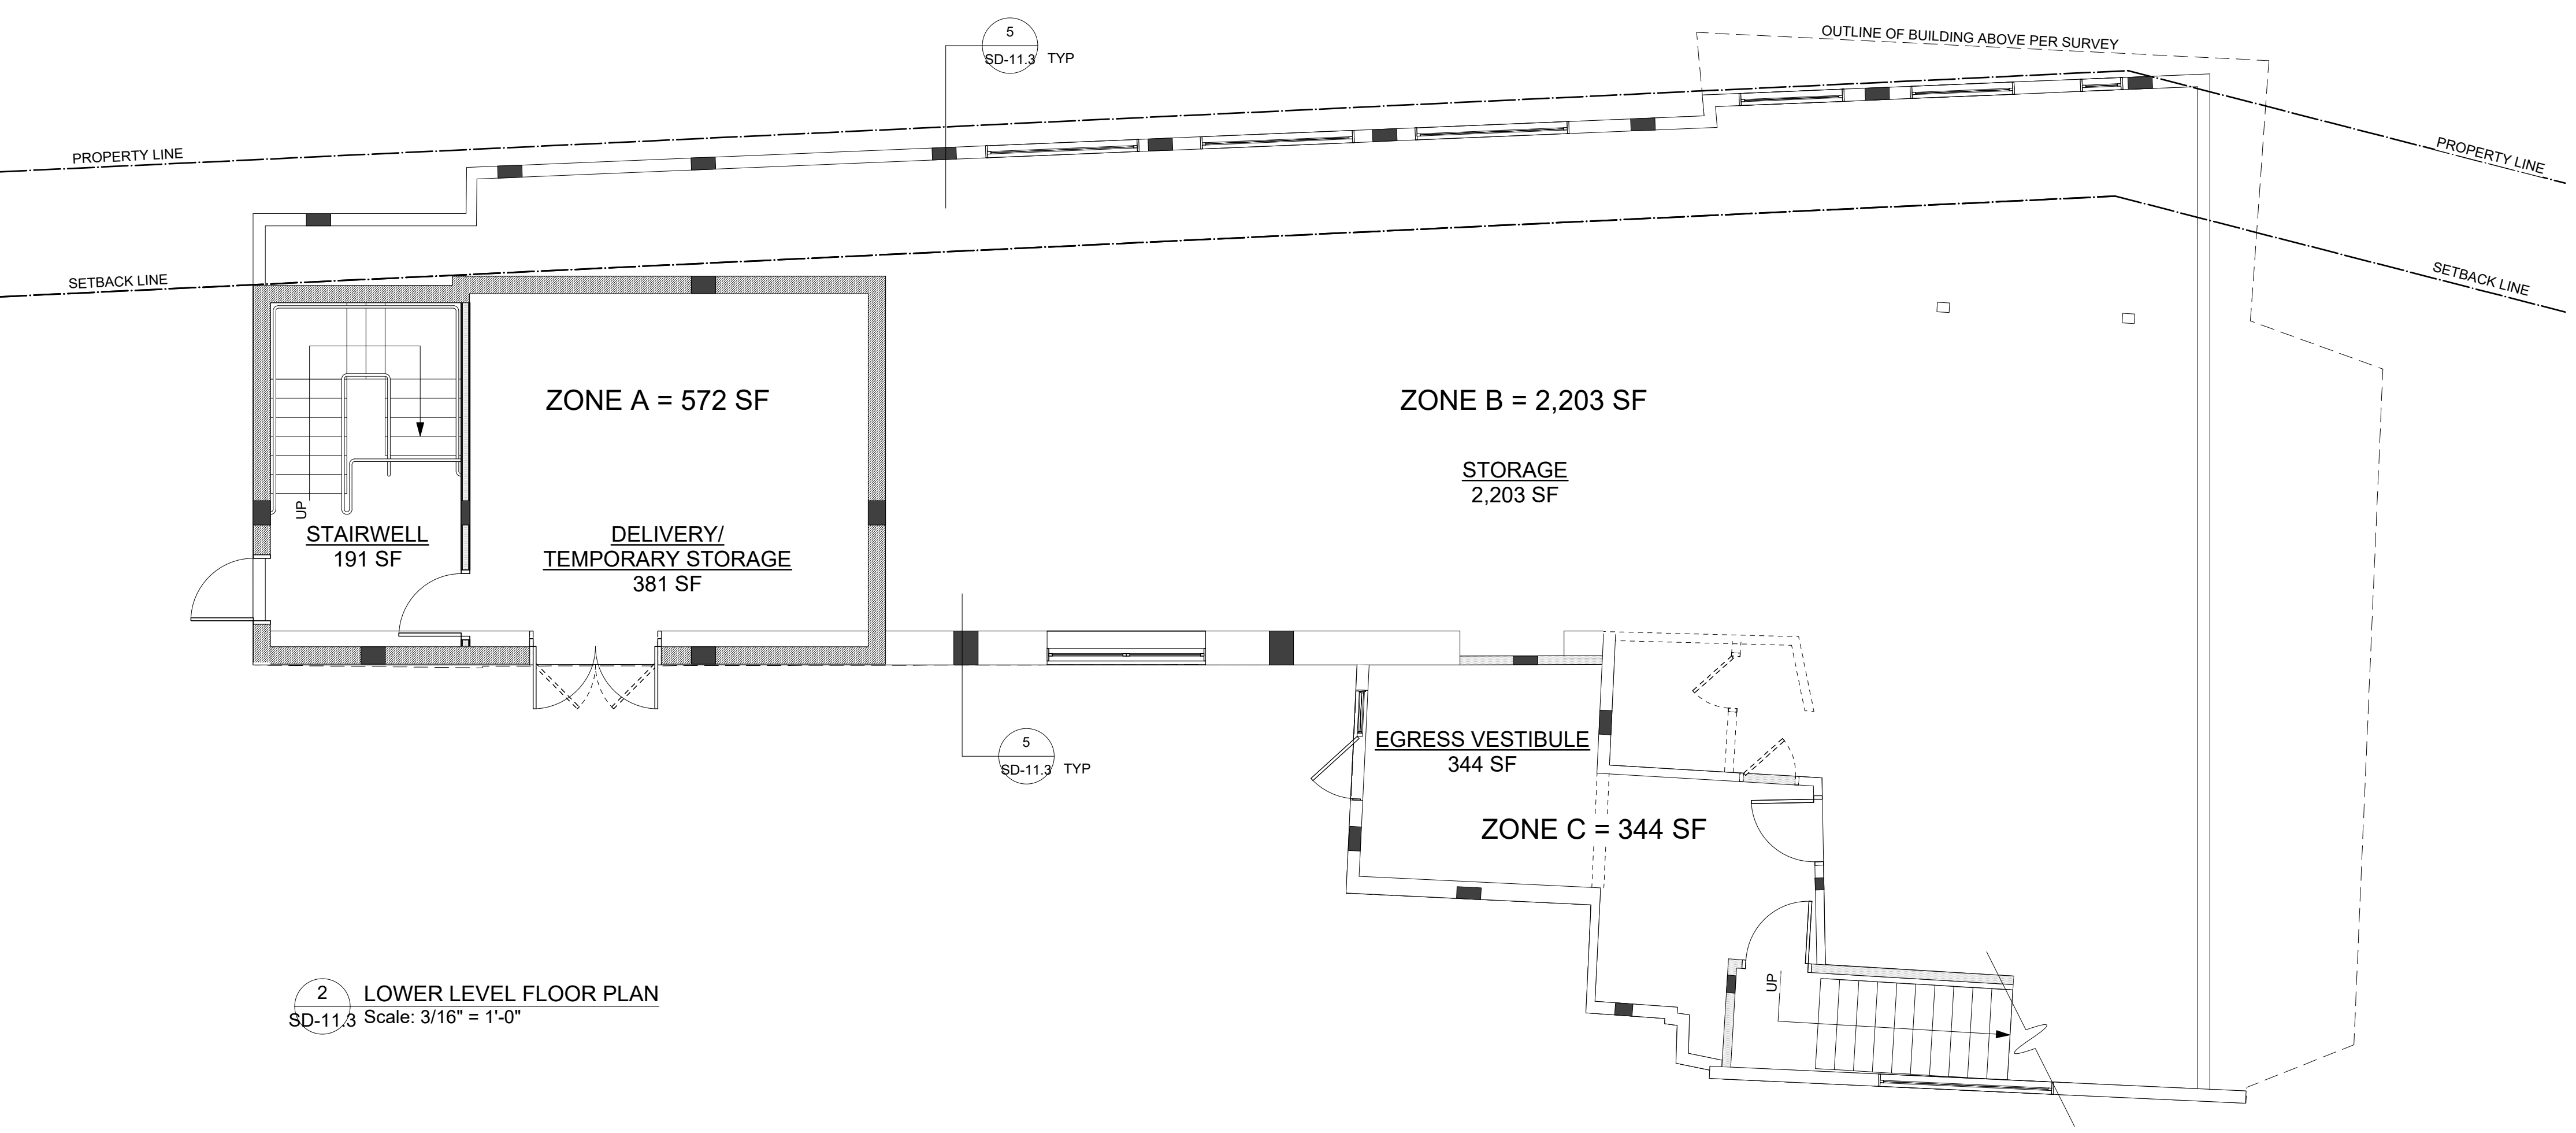 5
SD-11.3 TYP
OUTLINE OF BUILDING ABOVE PER SURVEY
PROPERTY LINE
PROPERTY LINE
SETBACK LINE
SETBACK LINE
ZONE A = 572 SF
ZONE B = 2,203 SF
STORAGE
2,203 SF
UP
STAIRWELL
191 SF
DELIVERY/
TEMPORARY STORAGE
381 SF
5
SD-11.3 TYP
EGRESS VESTIBULE
344 SF
ZONE C = 344 SF
UP
2
SD-11.3
LOWER LEVEL FLOOR PLAN
Scale: 3/16" = 1'-0"